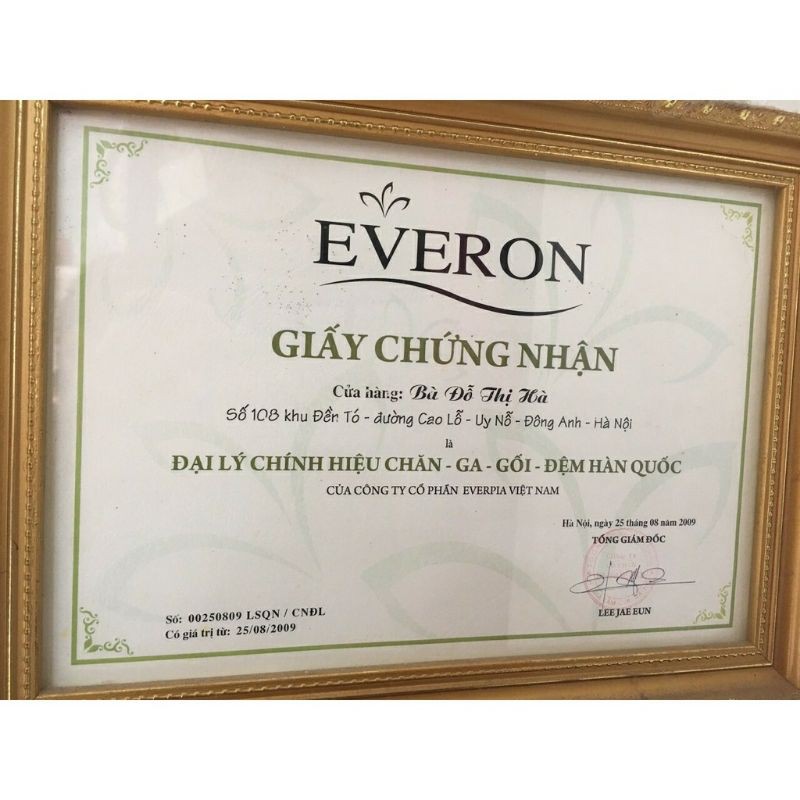 EVERON
GIẤY CHỨNG NHẬN
Cửa hàng: Bà Đỗ Thị Hà
Số 108 khu Đền Tó - đường Cao Lỗ - Uy Nỗ - Đông Anh - Hà Nội
là
ĐẠI LÝ CHÍNH HIỆU CHĂN - GA - GỐI - ĐỆM HÀN QUỐC
CỦA CÔNG TY CỔ PHẦN EVERPIA VIỆT NAM
Hà Nội, ngày 25 tháng 08 năm 2009
TỔNG GIÁM ĐỐC
LEE JAE EUN
Số: 00250809 LSQN / CNĐL
Có giá trị từ: 25/08/2009